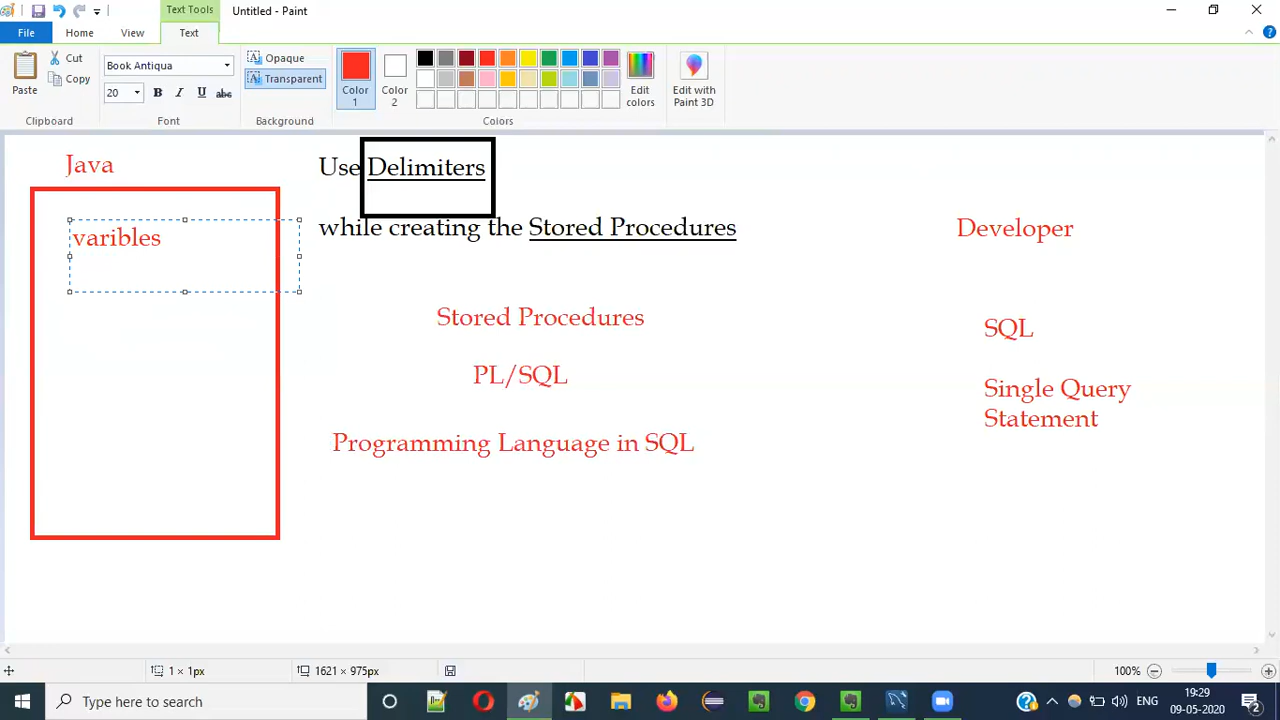 Untitled - Paint
Text Tools
File
Home
View
Text
Paste
Cut
Copy
Clipboard
Book Antiqua
20
B I U abc
Font
Opaque
Transparent
Background
Color 1
Color 2
Edit colors
Edit with Paint 3D
Colors
Java
Use Delimiters
varibles
while creating the Stored Procedures
Developer
Stored Procedures
SQL
PL/SQL
Single Query
Statement
Programming Language in SQL
1 × 1px
1621 × 975px
100%
Type here to search
ENG
19:29
09-05-2020
2